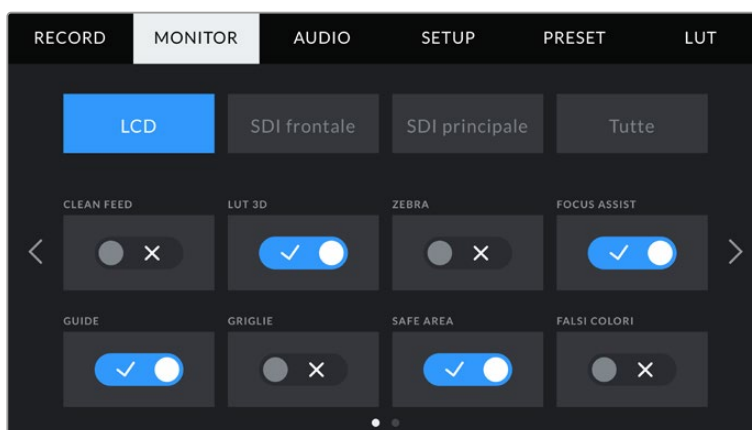 RECORD MONITOR AUDIO SETUP PRESET LUT
LCD SDI frontale SDI principale Tutte
CLEAN FEED LUT 3D ZEBRA FOCUS ASSIST
GUIDE GRIGLIE SAFE AREA FALSI COLORI